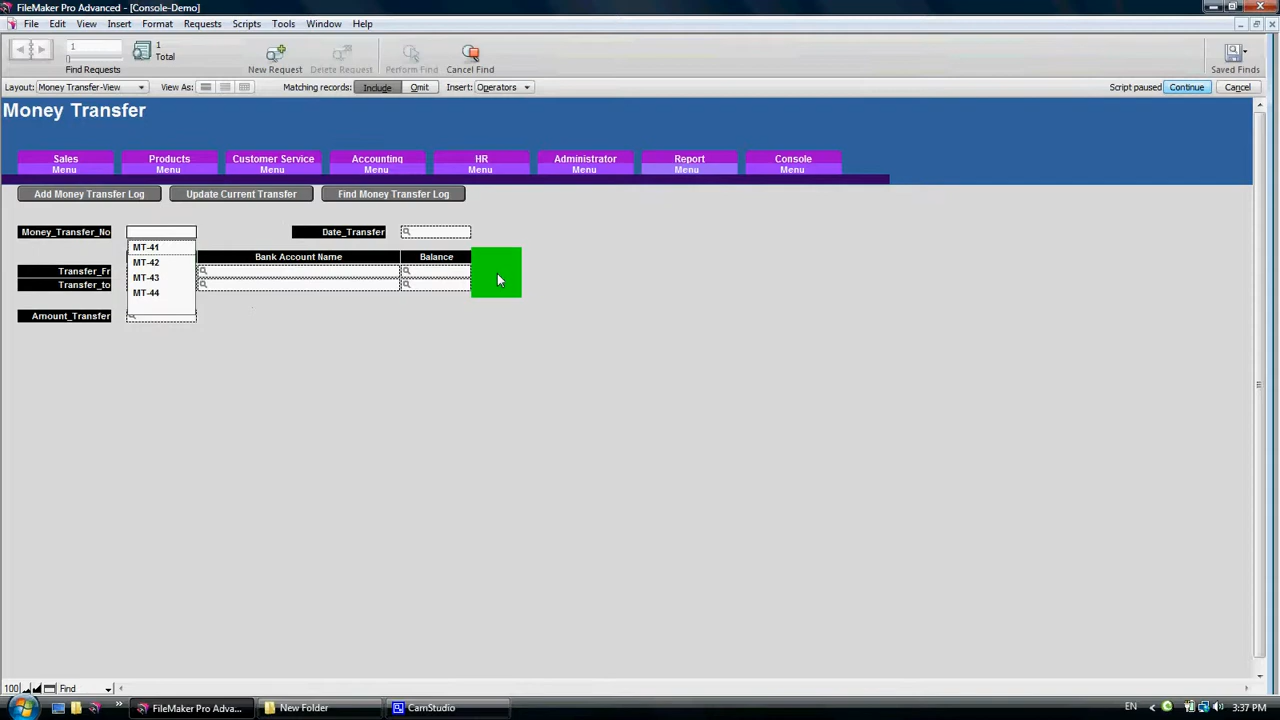 FileMaker Pro Advanced - [Console-Demo]
File Edit View Insert Format Requests Scripts Tools Window Help
1
1
Total
Find Requests
New Request
Delete Request
Perform Find
Cancel Find
Saved Finds
Layout: Money Transfer-View View As: Matching records: Include Omit Insert: Operators Script paused Continue Cancel
Money Transfer
Sales Products Customer Service Accounting HR Administrator Report Console
Menu Menu Menu Menu Menu Menu Menu Menu
Add Money Transfer Log Update Current Transfer Find Money Transfer Log
Money_Transfer_No Date_Transfer
MT-41
MT-42
MT-43
MT-44
Bank Account Name Balance
Transfer_Fr
Transfer_to
Amount_Transfer
100 Find
FileMaker Pro Adva... New Folder CamStudio EN 3:37 PM